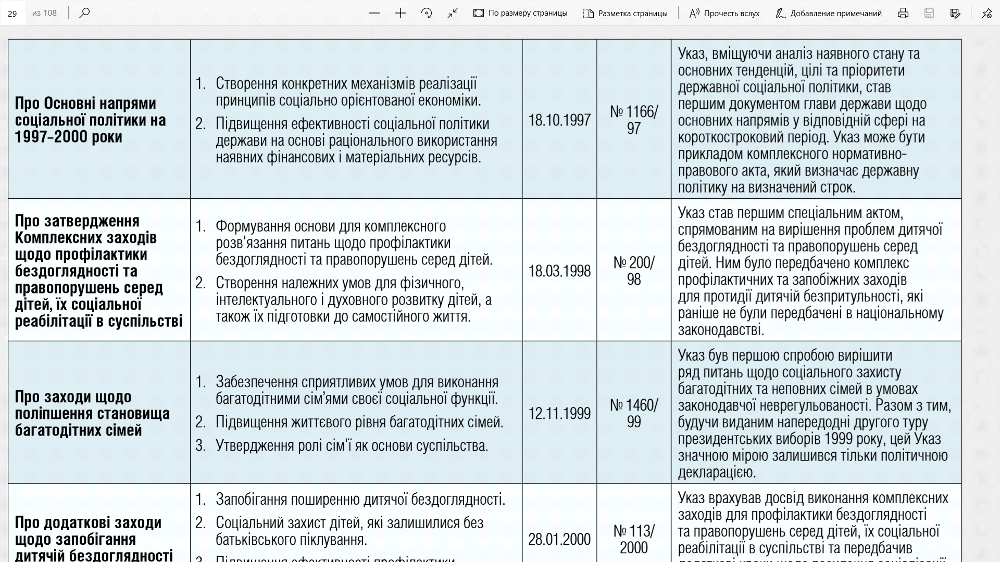 29 из 108 По размеру страницы Разметка страницы Прочесть вслух Добавление примечаний
Про Основні напрями
соціальної політики на
1997–2000 роки
1. Створення конкретних механізмів реалізації
принципів соціально орієнтованої економіки.
2. Підвищення ефективності соціальної політики
держави на основі раціонального використання
наявних фінансових і матеріальних ресурсів.
18.10.1997
№ 1166/
97
Указ, вміщуючи аналіз наявного стану та
основних тенденцій, цілі та пріоритети
державної соціальної політики, став
першим документом глави держави щодо
основних напрямів у відповідній сфері на
короткостроковий період. Указ може бути
прикладом комплексного нормативно-
правового акта, який визначає державну
політику на визначений строк.
Про затвердження
Комплексних заходів
щодо профілактики
бездоглядності та
правопорушень серед
дітей, їх соціальної
реабілітації в суспільстві
1. Формування основи для комплексного
розв'язання питань щодо профілактики
бездоглядності та правопорушень серед дітей.
2. Створення належних умов для фізичного,
інтелектуального і духовного розвитку дітей, а
також їх підготовки до самостійного життя.
18.03.1998
№ 200/
98
Указ став першим спеціальним актом,
спрямованим на вирішення проблем дитячої
бездоглядності та правопорушень серед
дітей. Ним було передбачено комплекс
профілактичних та запобіжних заходів
для протидії дитячій безпритульності, які
раніше не були передбачені в національному
законодавстві.
Про заходи щодо
поліпшення становища
багатодітних сімей
1. Забезпечення сприятливих умов для виконання
багатодітними сім’ями своєї соціальної функції.
2. Підвищення життєвого рівня багатодітних сімей.
3. Утвердження ролі сім'ї як основи суспільства.
12.11.1999
№ 1460/
99
Указ був першою спробою вирішити
ряд питань щодо соціального захисту
багатодітних та неповних сімей в умовах
законодавчої неврегульованості. Разом з тим,
будучи виданим напередодні другого туру
президентських виборів 1999 року, цей Указ
значною мірою залишився тільки політичною
декларацією.
Про додаткові заходи
щодо запобігання
дитячій бездоглядності
1. Запобігання поширенню дитячої бездоглядності.
2. Соціальний захист дітей, які залишилися без
батьківського піклування.
3. Підвищення ефективності профілактики
28.01.2000
№ 113/
2000
Указ врахував досвід виконання комплексних
заходів для профілактики бездоглядності
та правопорушень серед дітей, їх соціальної
реабілітації в суспільстві та передбачив